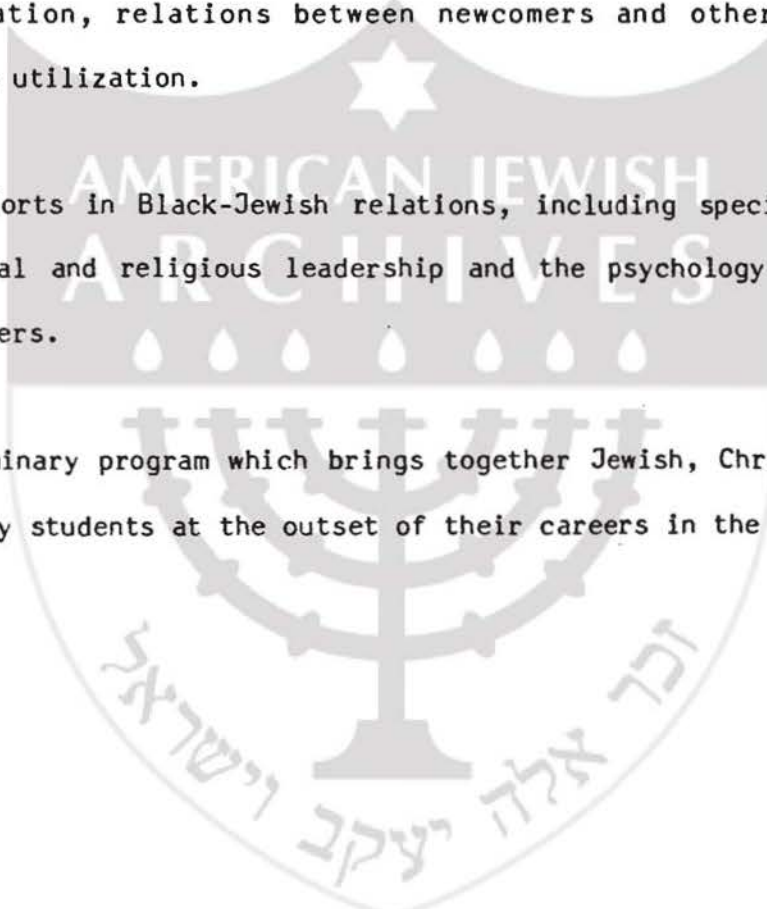 ation, relations between newcomers and other
utilization.
AMERICAN JEWISH
ARCHIVES
orts in Black-Jewish relations, including speci
al and religious leadership and the psychology
ers.
inary program which brings together Jewish, Chr
y students at the outset of their careers in the
זכר אלה יעקב וישראל